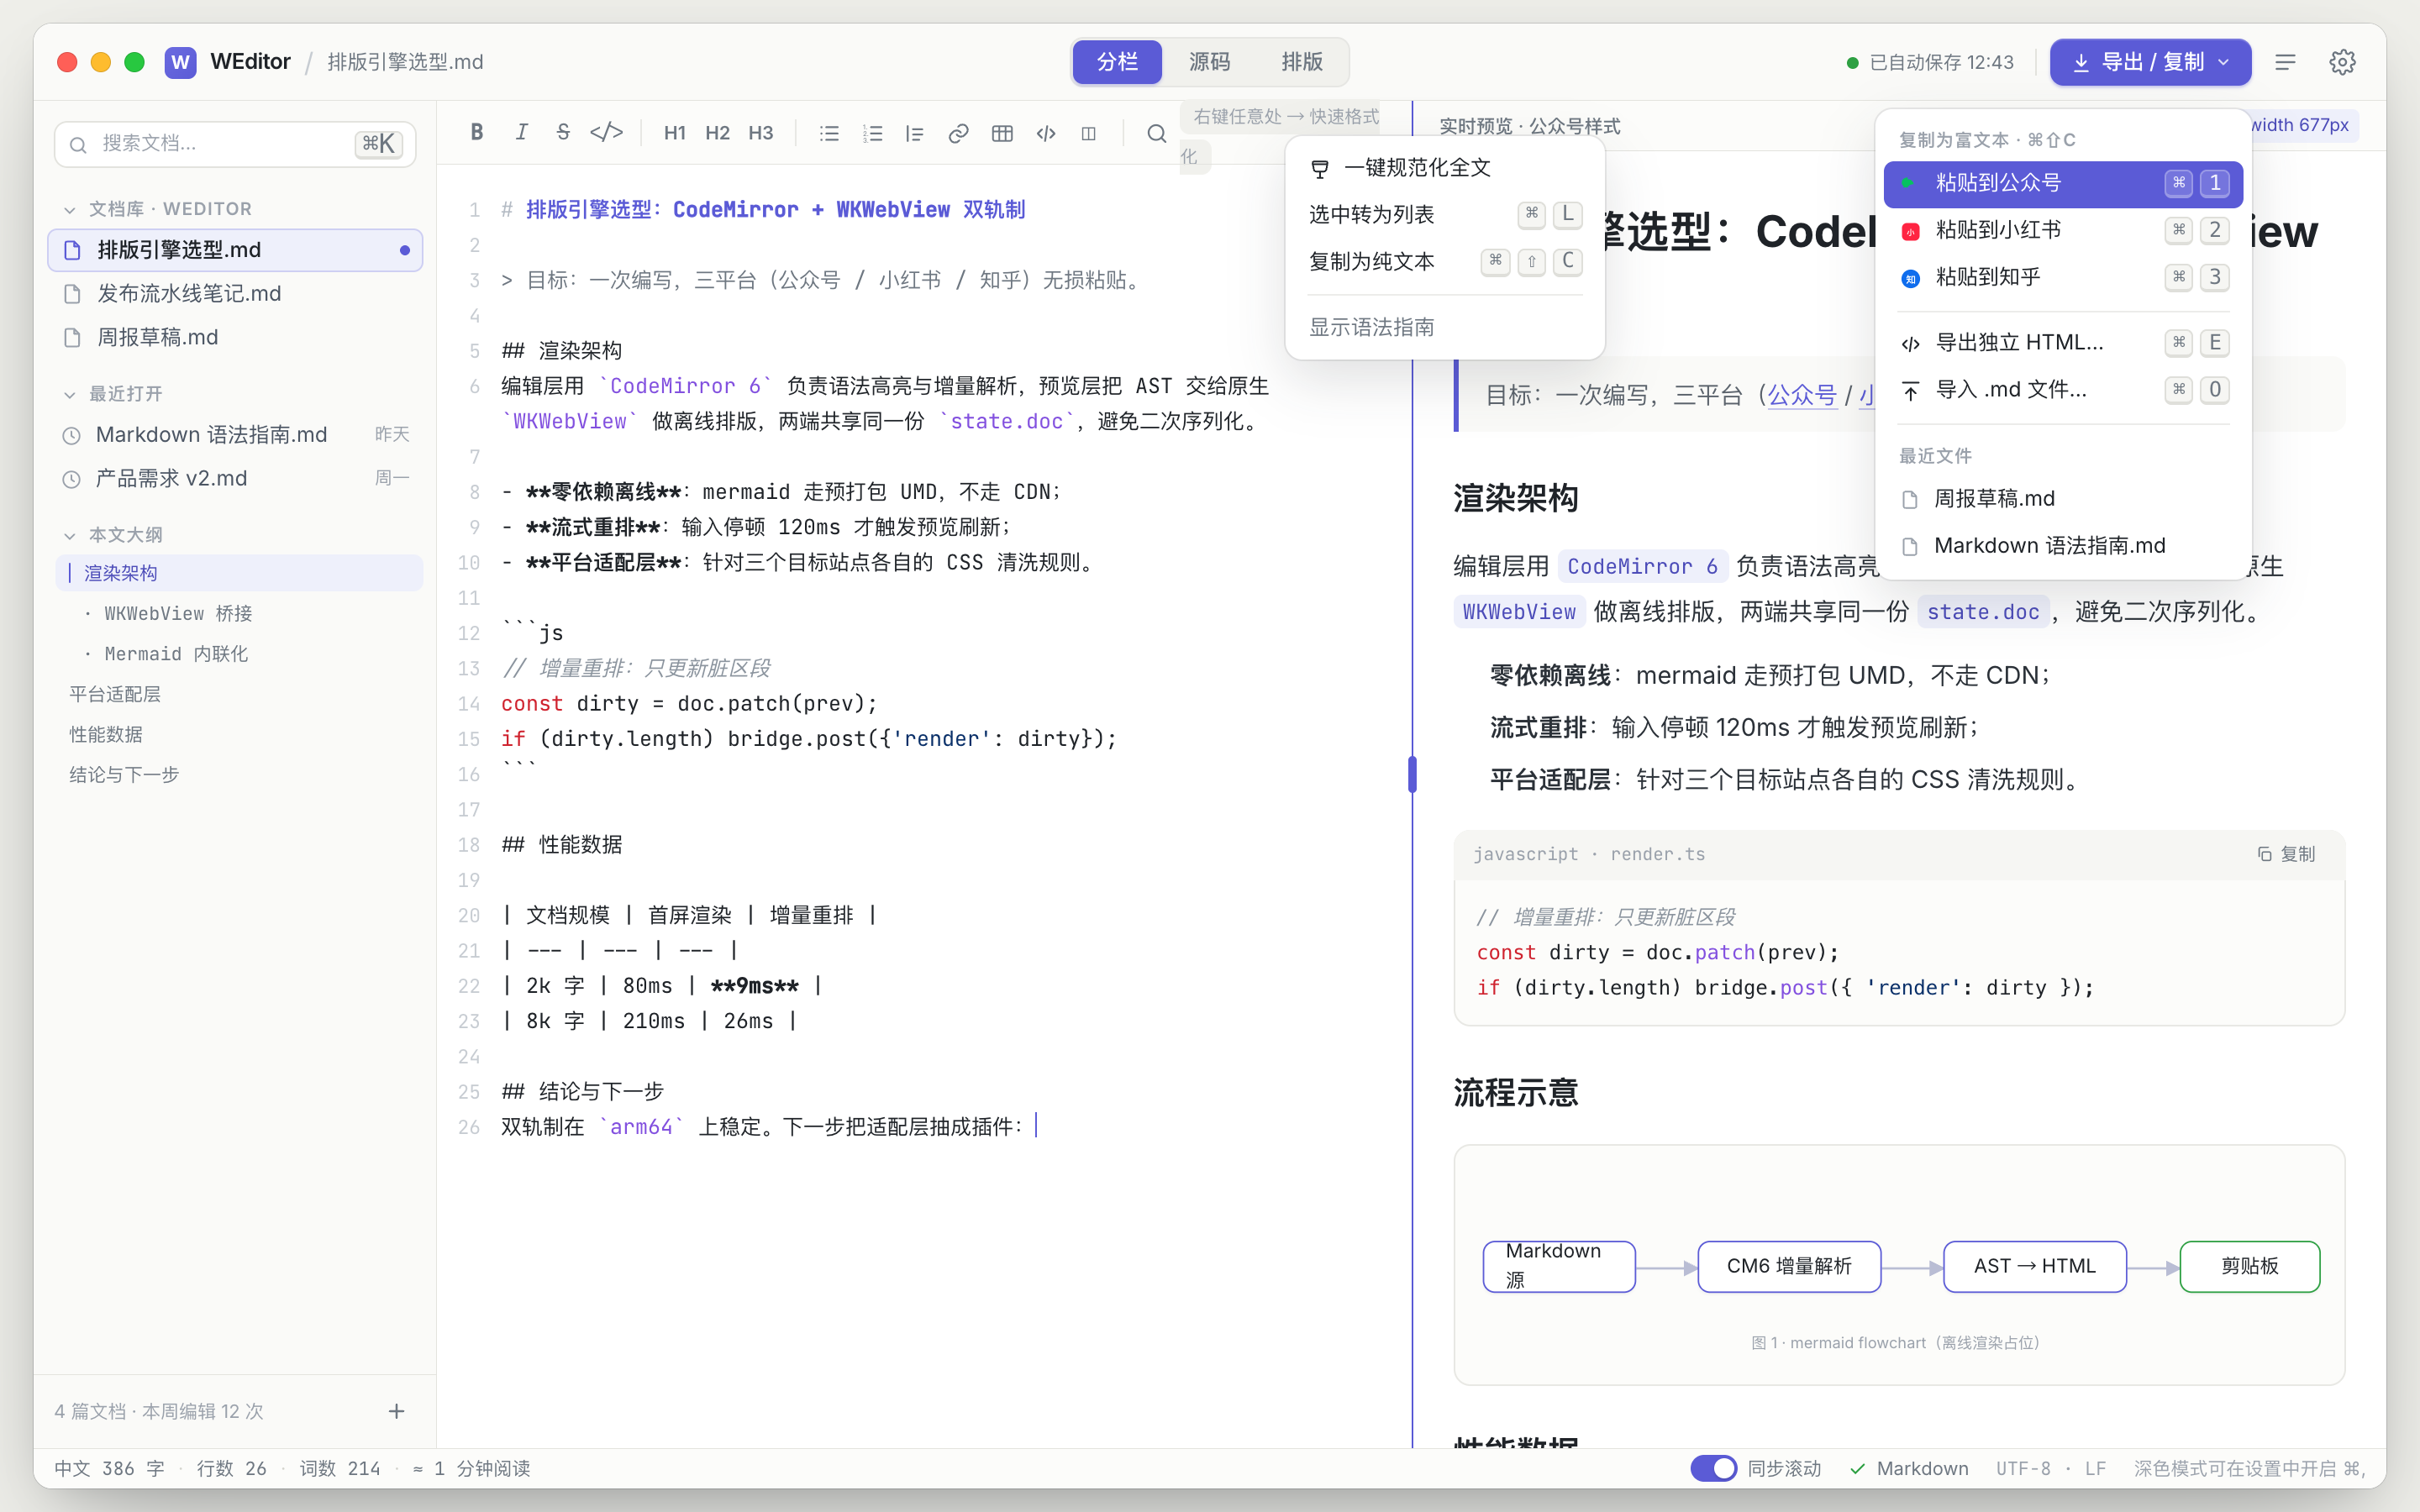 W WEditor / 排版引擎选型.md
分栏 源码 排版
已自动保存 12:43
导出 / 复制
搜索文档... ⌘K
文档库 · WEDITOR
排版引擎选型.md
发布流水线笔记.md
周报草稿.md
最近打开
Markdown 语法指南.md 昨天
产品需求 v2.md 周一
本文大纲
渲染架构
· WKWebView 桥接
· Mermaid 内联化
平台适配层
性能数据
结论与下一步
4 篇文档 · 本周编辑 12 次 +
B I S </> H1 H2 H3
右键任意处 → 快速格式
化
1 # 排版引擎选型：CodeMirror + WKWebView 双轨制
2
3 > 目标：一次编写，三平台（公众号 / 小红书 / 知乎）无损粘贴。
4
5 ## 渲染架构
6 编辑层用 `CodeMirror 6` 负责语法高亮与增量解析，预览层把 AST 交给原生
`WKWebView` 做离线排版，两端共享同一份 `state.doc`，避免二次序列化。
7
8 - **零依赖离线**：mermaid 走预打包 UMD，不走 CDN；
9 - **流式重排**：输入停顿 120ms 才触发预览刷新；
10 - **平台适配层**：针对三个目标站点各自的 CSS 清洗规则。
11
12 ```js
13 // 增量重排：只更新脏区段
14 const dirty = doc.patch(prev);
15 if (dirty.length) bridge.post({'render': dirty});
16 ```
17
18 ## 性能数据
19
20 | 文档规模 | 首屏渲染 | 增量重排 |
21 | --- | --- | --- |
22 | 2k 字 | 80ms | **9ms** |
23 | 8k 字 | 210ms | 26ms |
24
25 ## 结论与下一步
26 双轨制在 `arm64` 上稳定。下一步把适配层抽成插件：
一键规范化全文
选中转为列表 ⌘ L
复制为纯文本 ⌘ ⇧ C
显示语法指南
实时预览 · 公众号样式
width 677px
擎选型：Code iew
目标：一次编写，三平台（公众号 / 小
渲染架构
编辑层用 CodeMirror 6 负责语法高亮 原生
WKWebView 做离线排版，两端共享同一份 state.doc，避免二次序列化。
零依赖离线：mermaid 走预打包 UMD，不走 CDN；
流式重排：输入停顿 120ms 才触发预览刷新；
平台适配层：针对三个目标站点各自的 CSS 清洗规则。
javascript · render.ts 复制
// 增量重排：只更新脏区段
const dirty = doc.patch(prev);
if (dirty.length) bridge.post({ 'render': dirty });
流程示意
Markdown
源
CM6 增量解析
AST → HTML
剪贴板
图 1 · mermaid flowchart（离线渲染占位）
性能数据
复制为富文本 · ⌘⇧C
粘贴到公众号 ⌘ 1
小 粘贴到小红书 ⌘ 2
知 粘贴到知乎 ⌘ 3
</> 导出独立 HTML... ⌘ E
导入 .md 文件... ⌘ O
最近文件
周报草稿.md
Markdown 语法指南.md
中文 386 字 · 行数 26 · 词数 214 · ≈ 1 分钟阅读
同步滚动 Markdown UTF-8 · LF 深色模式可在设置中开启 ⌘,